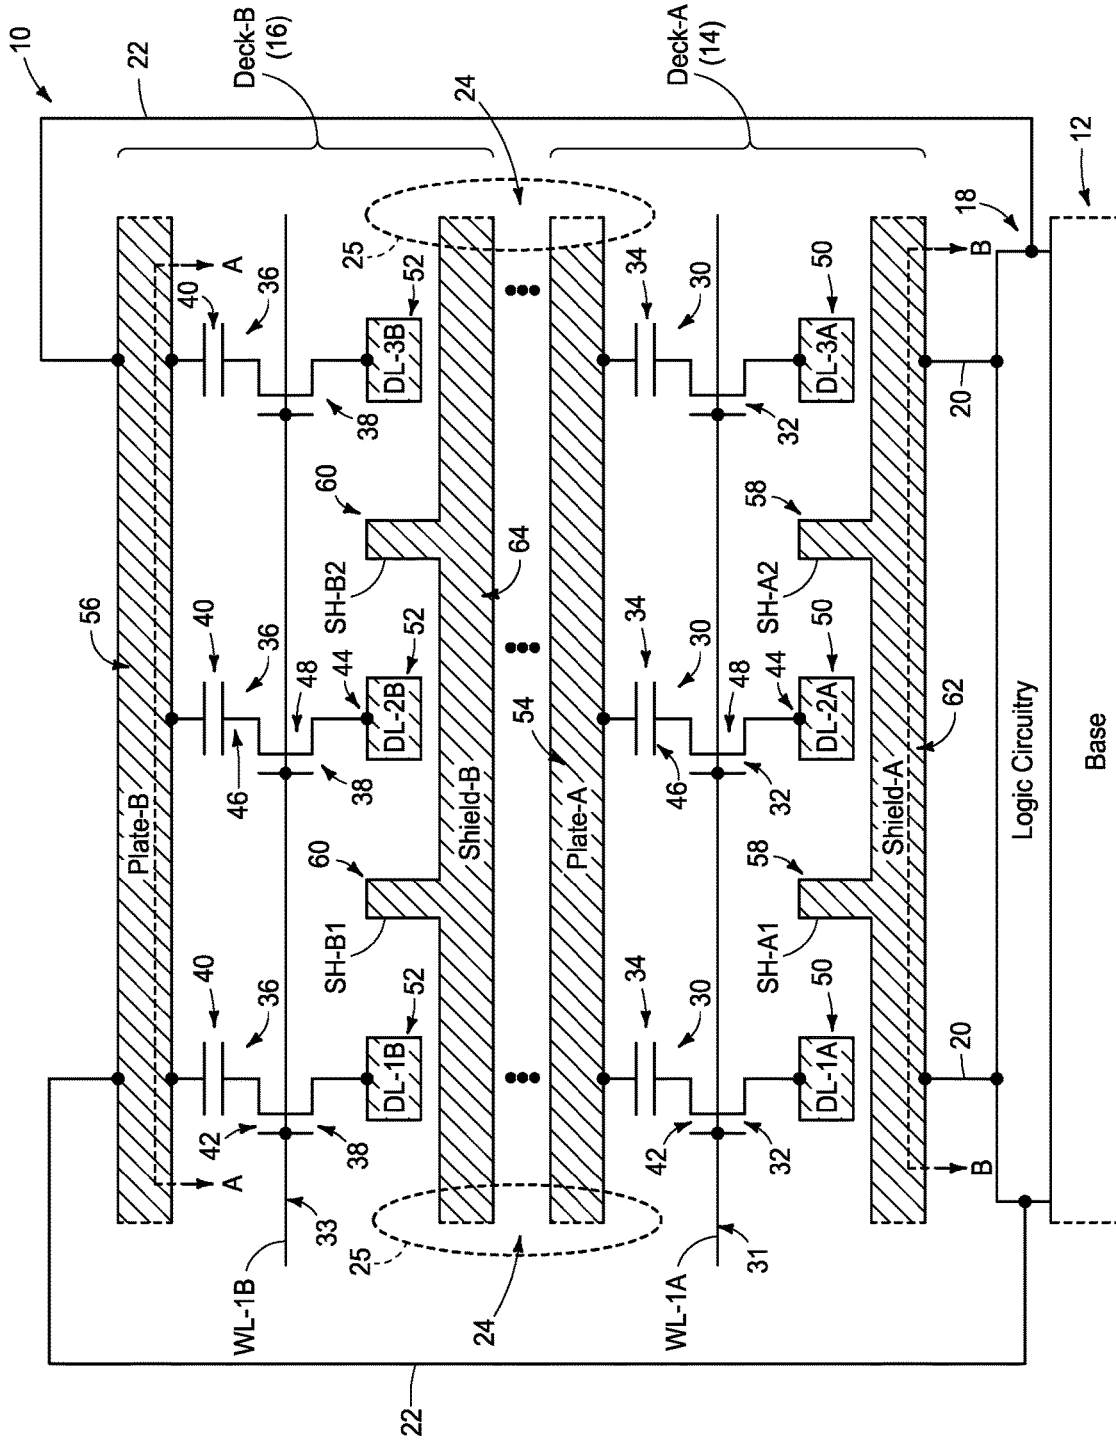 10
22
22
56
Plate-B
A
A
40
40
40
36
36
36
Deck-B
(16)
42
46
48
WL-1B
33
38
38
38
44
SH-B1
60
SH-B2
60
DL-1B
52
DL-2B
52
DL-3B
52
25
25
Shield-B
64
24
24
54
Plate-A
34
34
34
30
30
30
Deck-A
(14)
42
46
48
WL-1A
31
32
32
32
44
SH-A1
58
SH-A2
58
DL-1A
50
DL-2A
50
DL-3A
50
Shield-A
62
B
B
20
20
18
Logic Circuitry
12
Base